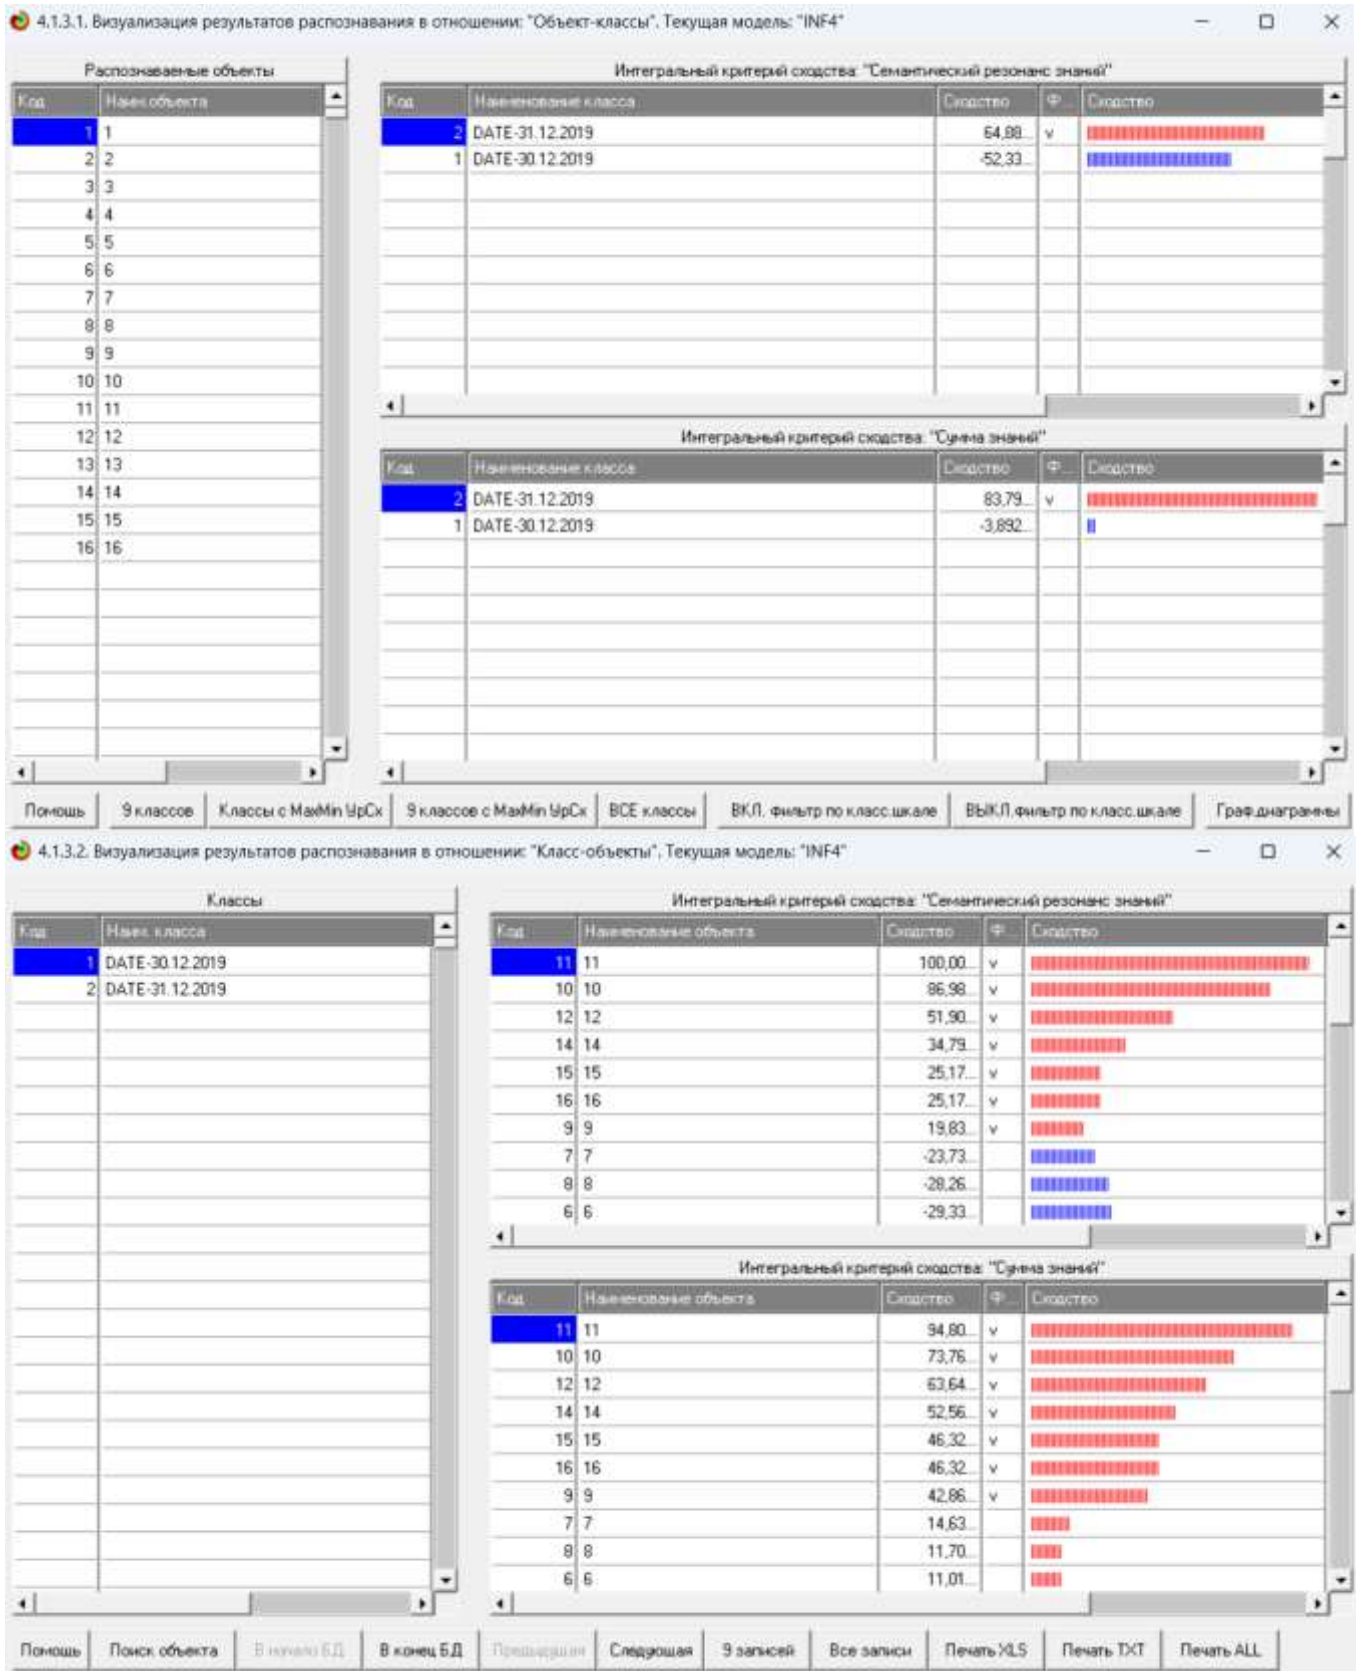 4.1.3.1. Визуализация результатов распознавания в отношении: "Объект-классы". Текущая модель: "INF4"
Распознаваемые объекты
Код Наим.объекта
1 1
2 2
3 3
4 4
5 5
6 6
7 7
8 8
9 9
10 10
11 11
12 12
13 13
14 14
15 15
16 16
Интегральный критерий сходства: "Семантический резонанс знаний"
Код Наименование класса Сходство Ф... Сходство
2 DATE-31.12.2019 64,88... v
1 DATE-30.12.2019 -52,33...
Интегральный критерий сходства: "Сумма знаний"
Код Наименование класса Сходство Ф... Сходство
2 DATE-31.12.2019 83,79... v
1 DATE-30.12.2019 -3,892...
Помощь 9 классов Классы с MaxMin УрСх 9 классов с MaxMin УрСх ВСЕ классы ВКЛ. фильтр по класс.шкале ВЫКЛ.фильтр по класс.шкале Граф.диаграммы
4.1.3.2. Визуализация результатов распознавания в отношении: "Класс-объекты". Текущая модель: "INF4"
Классы
Код Наим. класса
1 DATE-30.12.2019
2 DATE-31.12.2019
Интегральный критерий сходства: "Семантический резонанс знаний"
Код Наименование объекта Сходство Ф... Сходство
11 11 100,00... v
10 10 86,98... v
12 12 51,90... v
14 14 34,79... v
15 15 25,17... v
16 16 25,17... v
9 9 19,83... v
7 7 -23,73...
8 8 -28,26...
6 6 -29,33...
Интегральный критерий сходства: "Сумма знаний"
Код Наименование объекта Сходство Ф... Сходство
11 11 94,80... v
10 10 73,76... v
12 12 63,64... v
14 14 52,56... v
15 15 46,32... v
16 16 46,32... v
9 9 42,86... v
7 7 14,63...
8 8 11,70...
6 6 11,01...
Помощь Поиск объекта В начало БД В конец БД Предыдущая Следующая 9 записей Все записи Печать XLS Печать TXT Печать ALL